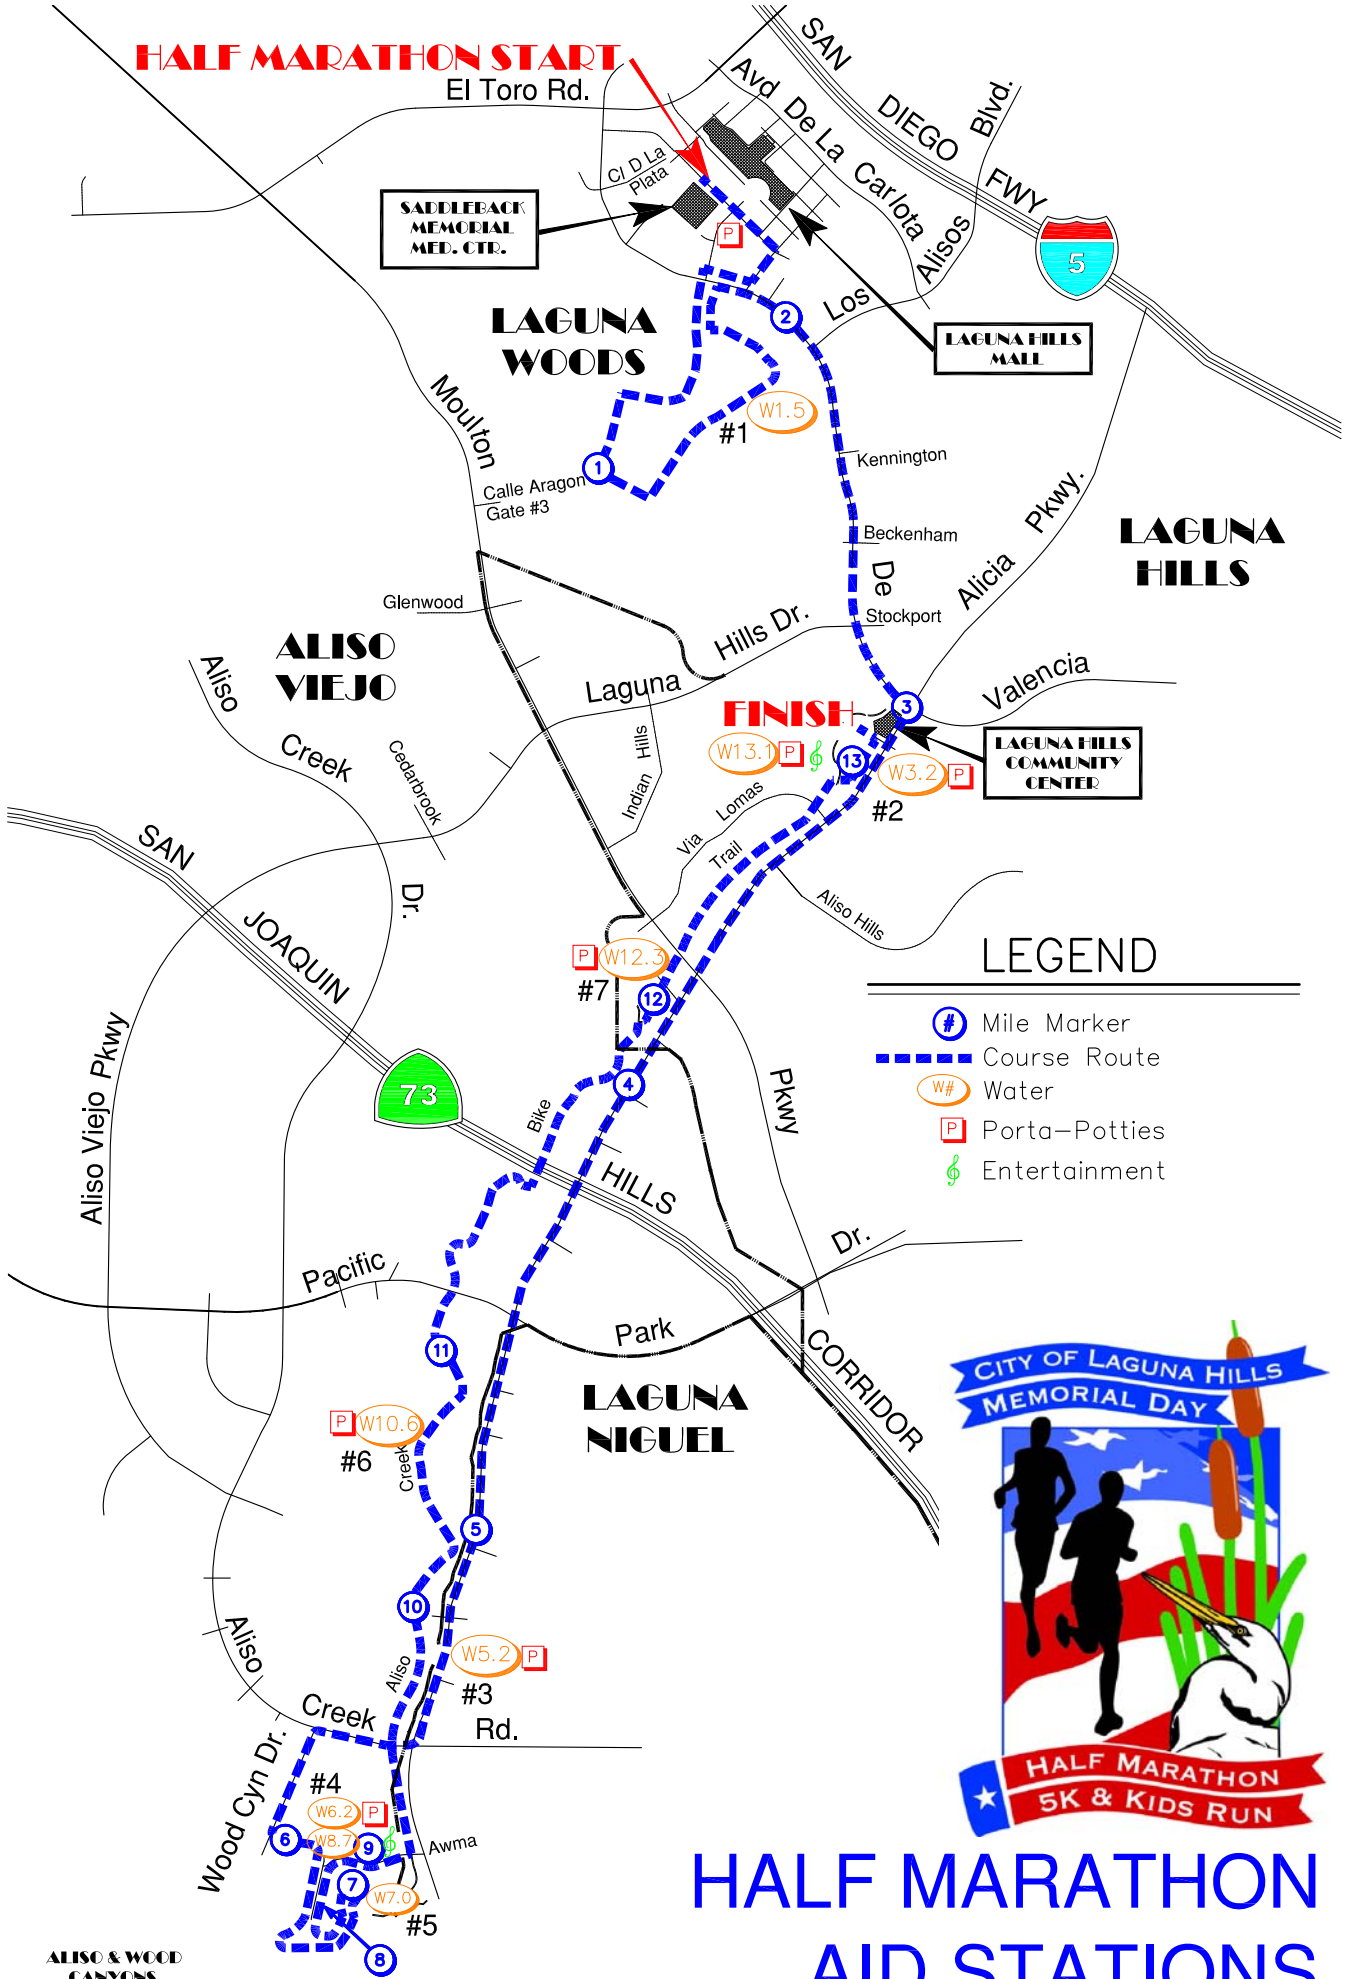 HALF MARATHON START
El Toro Rd.
SAN
DIEGO
FWY
Avd De La Carlota
Blvd.
Alisos
Los
De
C/ D La
Plata
SADDLEBACK
MEMORIAL
MED. CTR.
P
5
LAGUNA
WOODS
2
LAGUNA HILLS
MALL
Moulton
W1.5
#1
1
Kennington
Calle Aragon
Gate #3
Pkwy.
Alicia
Beckenham
LAGUNA
HILLS
Glenwood
Stockport
Hills Dr.
Laguna
ALISO
VIEJO
Aliso
Creek
Dr.
Valencia
3
FINISH
W13.1
P
13
W3.2
P
#2
LAGUNA HILLS
COMMUNITY
CENTER
Indian Hills
Cedarbrook
Via Lomas
Trail
Aliso Hills
SAN
JOAQUIN
HILLS
CORRIDOR
P
W12.3
#7
12
LEGEND
# Mile Marker
Course Route
W# Water
P Porta-Potties
Entertainment
73
4
Pkwy
Bike
Aliso Viejo Pkwy
Pacific
Park
Dr.
11
LAGUNA
NIGUEL
P
W10.6
#6
Creek
5
10
Aliso
W5.2
P
#3
Aliso
Creek
Rd.
Wood Cyn Dr.
#4
W6.2
P
6
W8.7
9
Awma
7
W7.0
#5
8
ALISO & WOOD
CANYONS
CITY OF LAGUNA HILLS
MEMORIAL DAY
HALF MARATHON
5K & KIDS RUN
HALF MARATHON
AID STATIONS